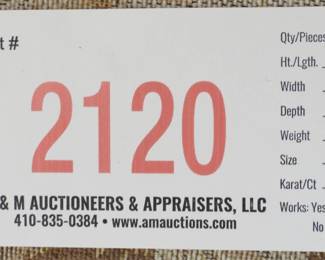 t #
2120
& M AUCTIONEERS & APPRAISERS, LLC
410-835-0384 • www.amauctions.com
Qty/Pieces
Ht./Lgth.
Width
Depth
Weight
Size
Karat/Ct
Works: Yes
No